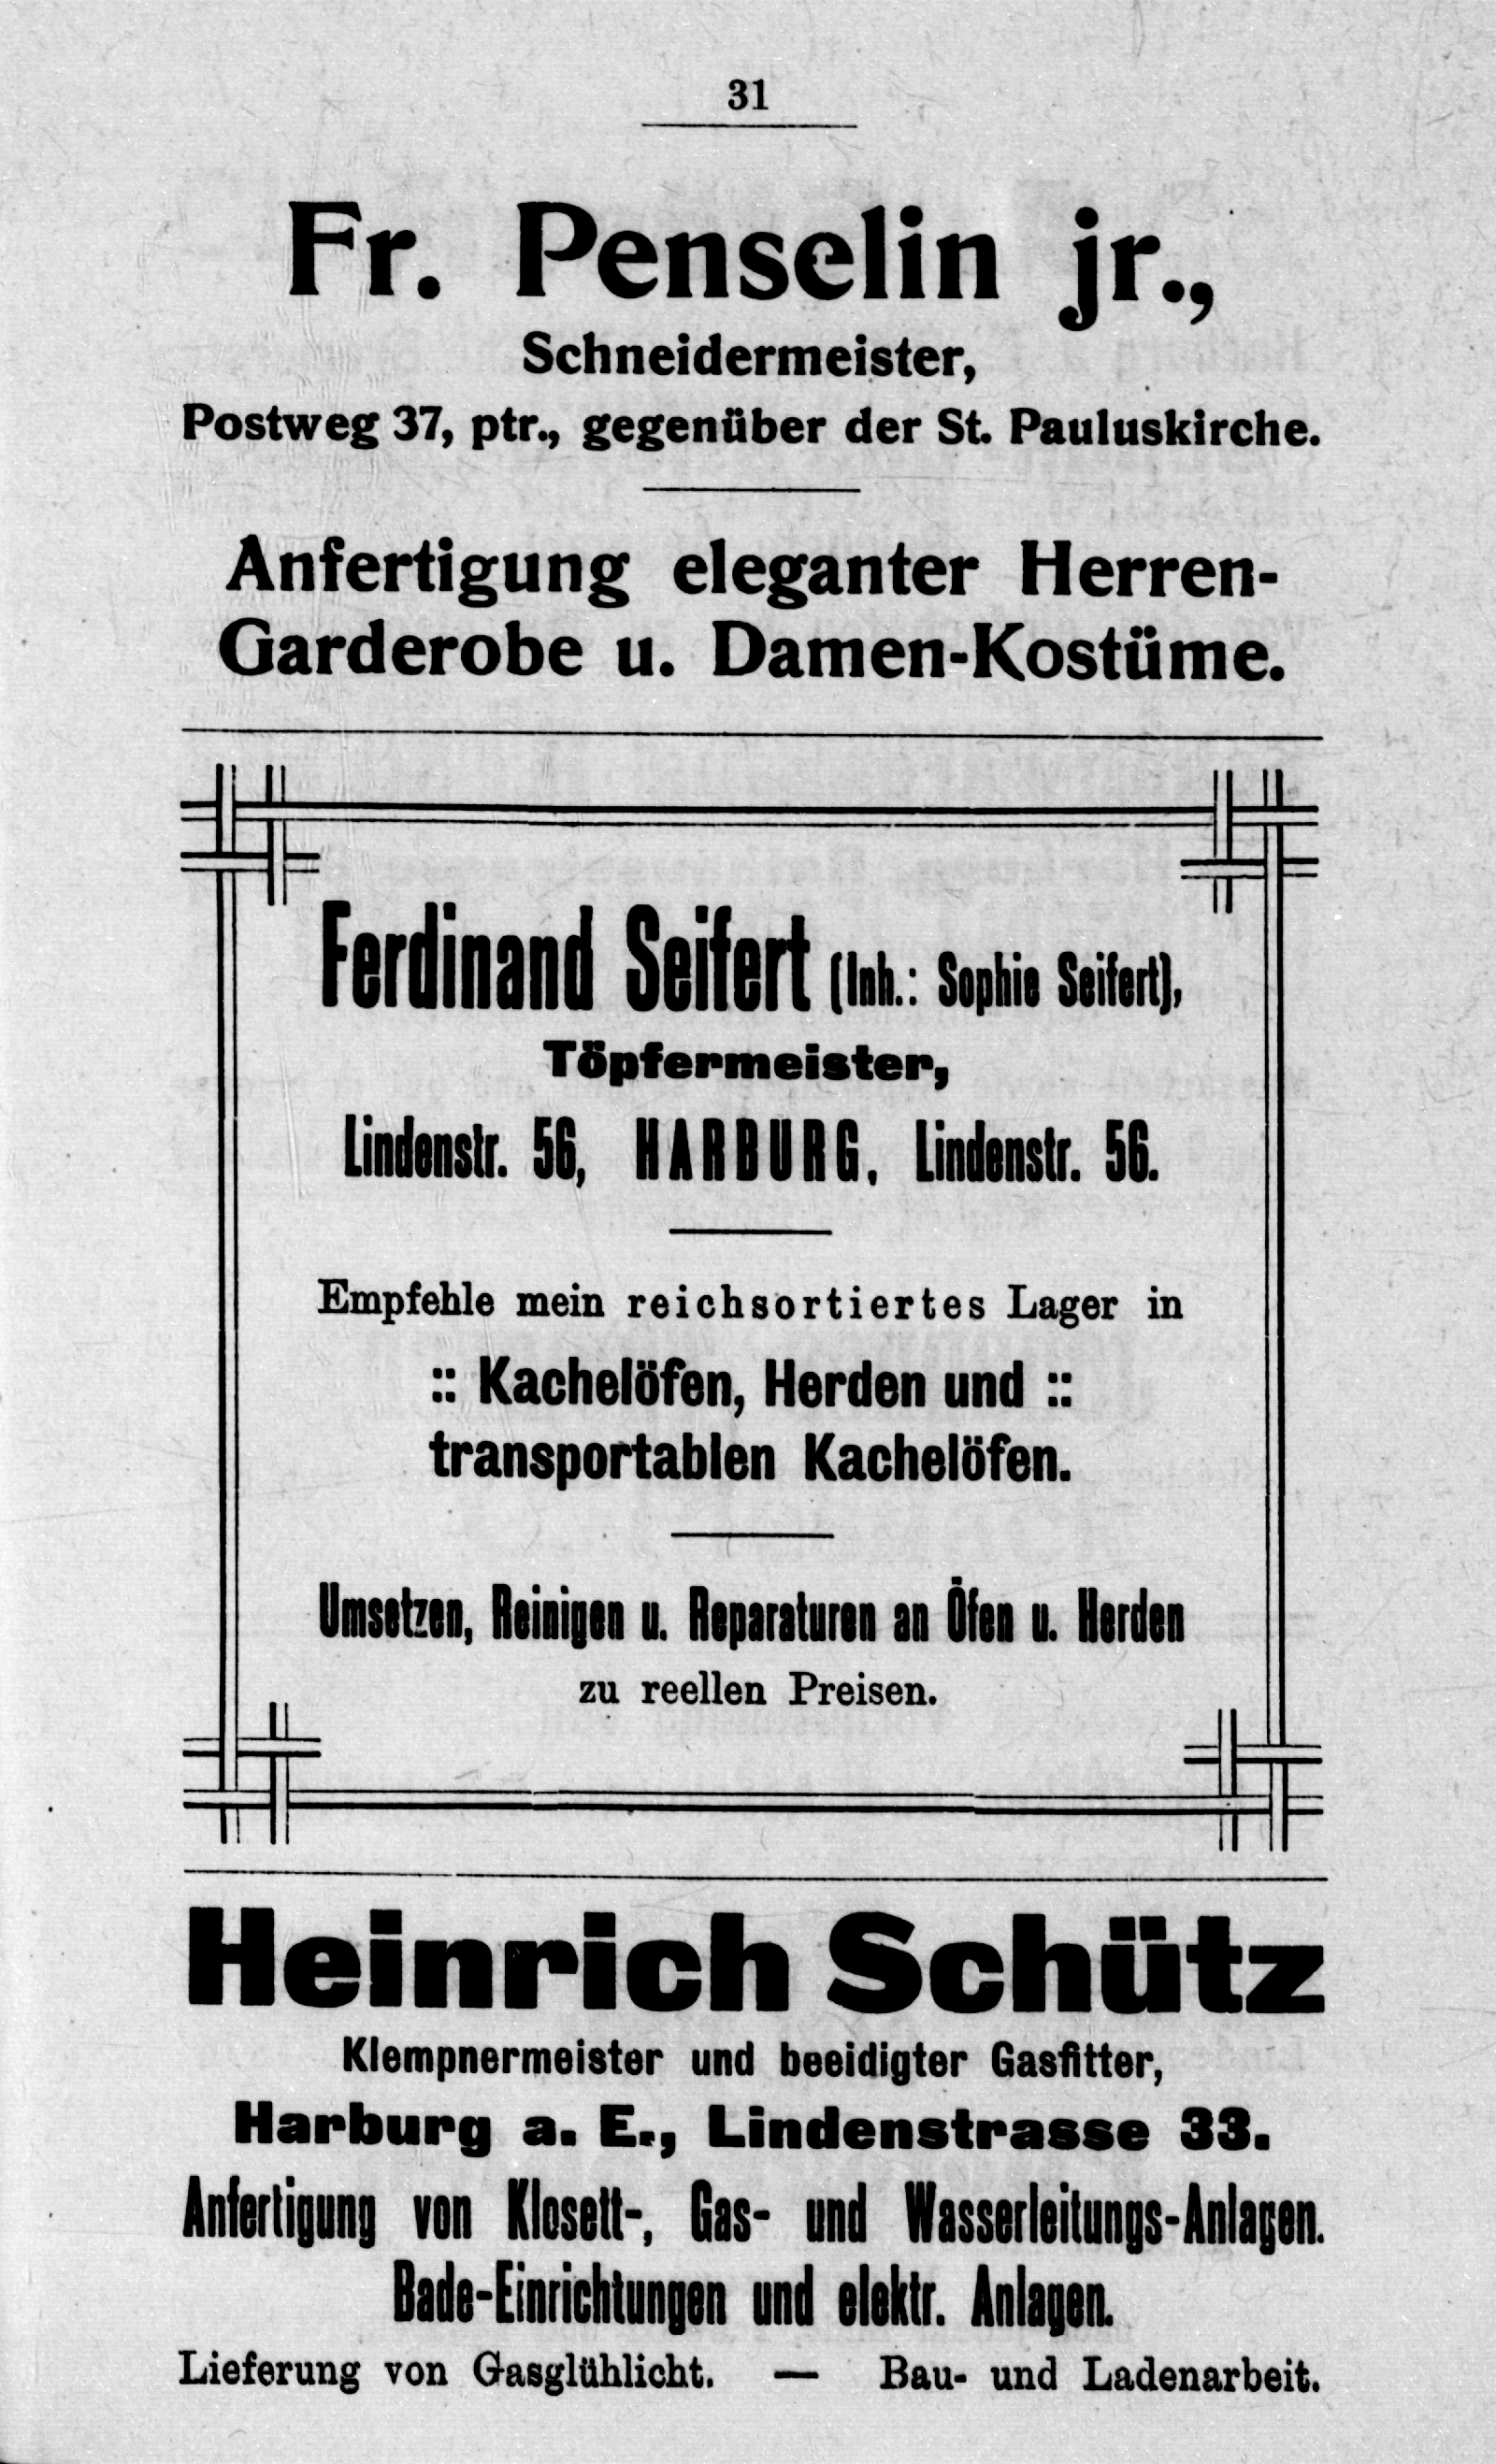 31
Fr. Penselin jr.,
Schneidermeister,
Postweg 37, ptr., gegenüber der St. Pauluskirche.
Anfertigung eleganter Herren-
Garderobe u. Damen-Kostüme.
Ferdinand Seifert (Inh.: Sophie Seifert),
Töpfermeister,
Lindenstr. 56, HARBURG, Lindenstr. 56.
Empfehle mein reichsortiertes Lager in
:: Kachelöfen, Herden und ::
transportablen Kachelöfen.
Umsetzen, Reinigen u. Reparaturen an Öfen u. Herden
zu reellen Preisen.
Heinrich Schütz
Klempnermeister und beeidigter Gasfitter,
Harburg a. E., Lindenstrasse 33.
Anfertigung von Klosett-, Gas- und Wasserleitungs-Anlagen.
Bade-Einrichtungen und elektr. Anlagen.
Lieferung von Gasglühlicht. — Bau- und Ladenarbeit.